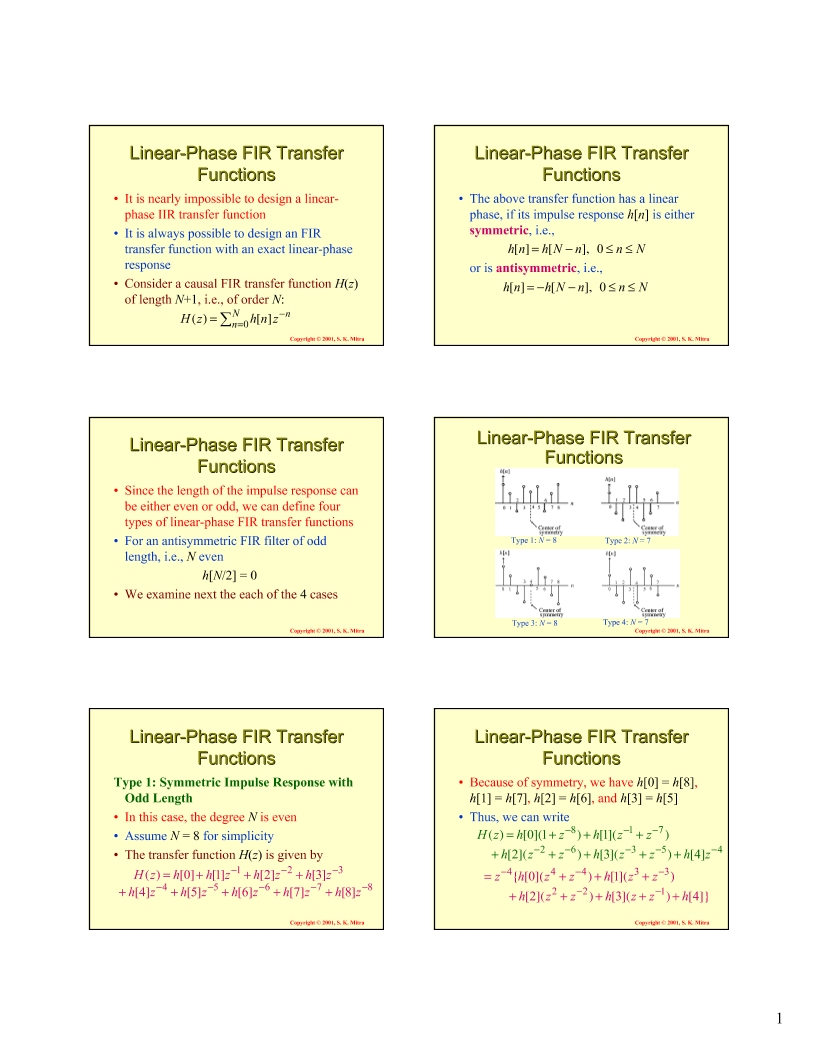 Linear-Phase FIR Transfer
Functions
• It is nearly impossible to design a linear-
phase IIR transfer function
• It is always possible to design an FIR
transfer function with an exact linear-phase
response
• Consider a causal FIR transfer function H(z)
of length N+1, i.e., of order N:
H(z) = ∑_{n=0}^{N} h[n]z^{−n}
Copyright © 2001, S. K. Mitra
Linear-Phase FIR Transfer
Functions
• The above transfer function has a linear
phase, if its impulse response h[n] is either
symmetric, i.e.,
h[n] = h[N − n], 0 ≤ n ≤ N
or is antisymmetric, i.e.,
h[n] = −h[N − n], 0 ≤ n ≤ N
Copyright © 2001, S. K. Mitra
Linear-Phase FIR Transfer
Functions
• Since the length of the impulse response can
be either even or odd, we can define four
types of linear-phase FIR transfer functions
• For an antisymmetric FIR filter of odd
length, i.e., N even
h[N/2] = 0
• We examine next the each of the 4 cases
Copyright © 2001, S. K. Mitra
Linear-Phase FIR Transfer
Functions
h[n]
0 1 2 3 4 5 6 7 8 n
Center of
symmetry
Type 1: N = 8
h[n]
0 1 2 3 4 5 6 7 n
Center of
symmetry
Type 2: N = 7
h[n]
0 1 2 3 4 5 6 7 8 n
Center of
symmetry
Type 3: N = 8
h[n]
0 1 2 3 4 5 6 7 n
Center of
symmetry
Type 4: N = 7
Copyright © 2001, S. K. Mitra
Linear-Phase FIR Transfer
Functions
Type 1: Symmetric Impulse Response with
Odd Length
• In this case, the degree N is even
• Assume N = 8 for simplicity
• The transfer function H(z) is given by
H(z) = h[0] + h[1]z^{−1} + h[2]z^{−2} + h[3]z^{−3}
+ h[4]z^{−4} + h[5]z^{−5} + h[6]z^{−6} + h[7]z^{−7} + h[8]z^{−8}
Copyright © 2001, S. K. Mitra
Linear-Phase FIR Transfer
Functions
• Because of symmetry, we have h[0] = h[8],
h[1] = h[7], h[2] = h[6], and h[3] = h[5]
• Thus, we can write
H(z) = h[0](1 + z^{−8}) + h[1](z^{−1} + z^{−7})
+ h[2](z^{−2} + z^{−6}) + h[3](z^{−3} + z^{−5}) + h[4]z^{−4}
= z^{−4}{h[0](z^{4} + z^{−4}) + h[1](z^{3} + z^{−3})
+ h[2](z^{2} + z^{−2}) + h[3](z + z^{−1}) + h[4]}
Copyright © 2001, S. K. Mitra
1